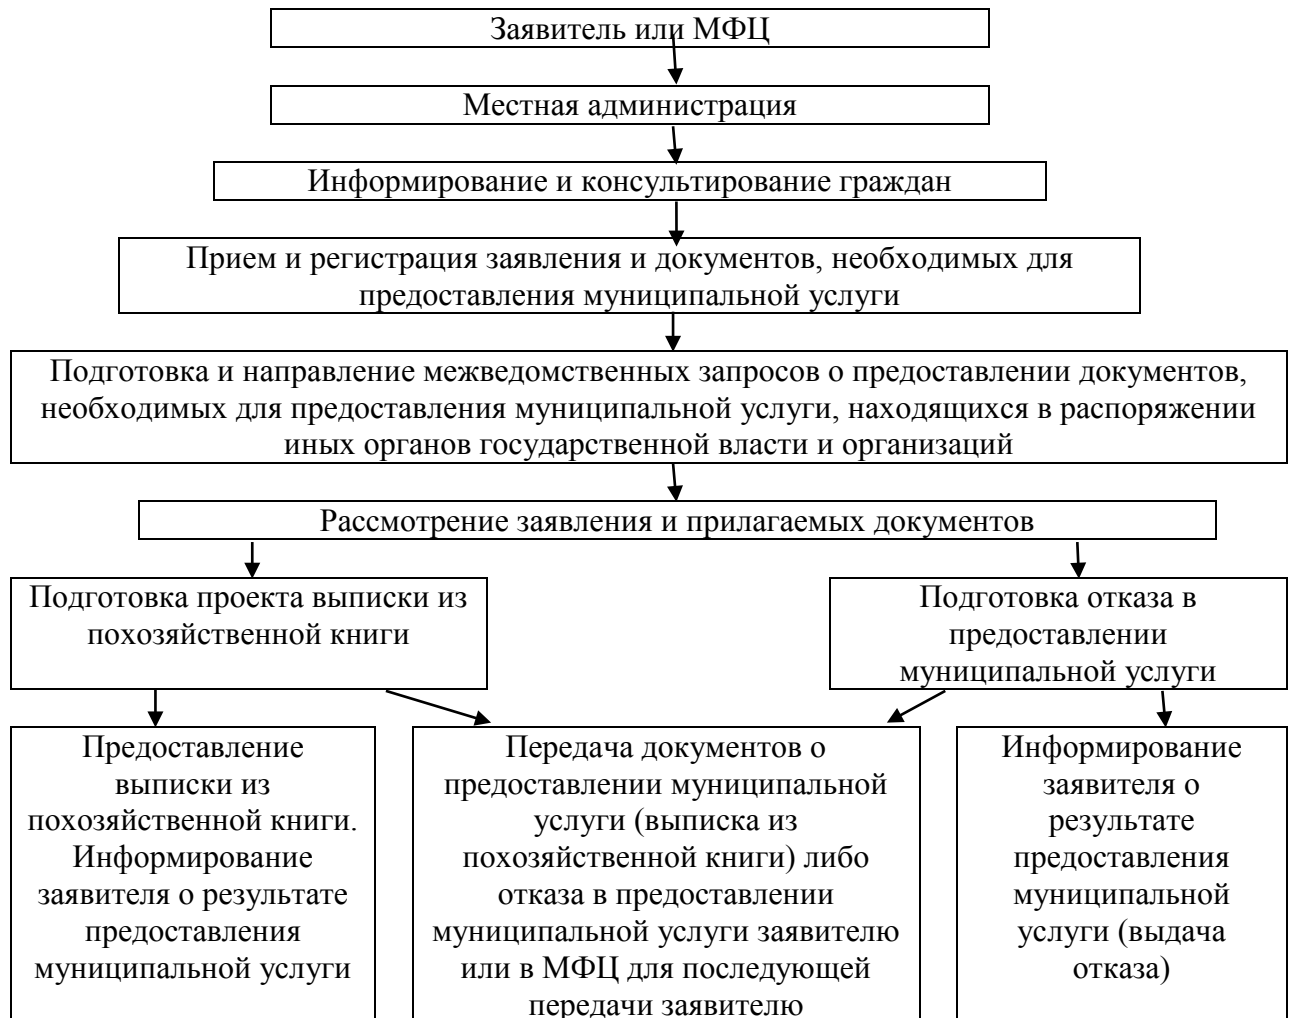 Заявитель или МФЦ
Местная администрация
Информирование и консультирование граждан
Прием и регистрация заявления и документов, необходимых для
предоставления муниципальной услуги
Подготовка и направление межведомственных запросов о предоставлении документов,
необходимых для предоставления муниципальной услуги, находящихся в распоряжении
иных органов государственной власти и организаций
Рассмотрение заявления и прилагаемых документов
Подготовка проекта выписки из
похозяйственной книги
Подготовка отказа в
предоставлении
муниципальной услуги
Предоставление
выписки из
похозяйственной книги.
Информирование
заявителя о результате
предоставления
муниципальной услуги
Передача документов о
предоставлении муниципальной
услуги (выписка из
похозяйственной книги) либо
отказа в предоставлении
муниципальной услуги заявителю
или в МФЦ для последующей
передачи заявителю
Информирование
заявителя о
результате
предоставления
муниципальной
услуги (выдача
отказа)